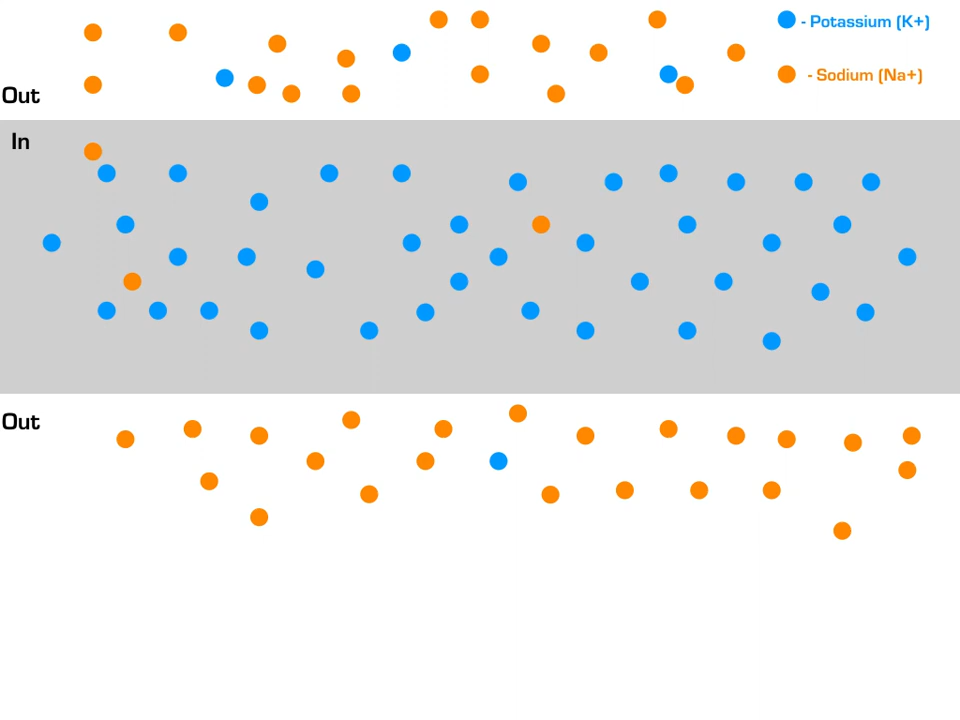 - Potassium (K+)
- Sodium (Na+)
Out
In
Out